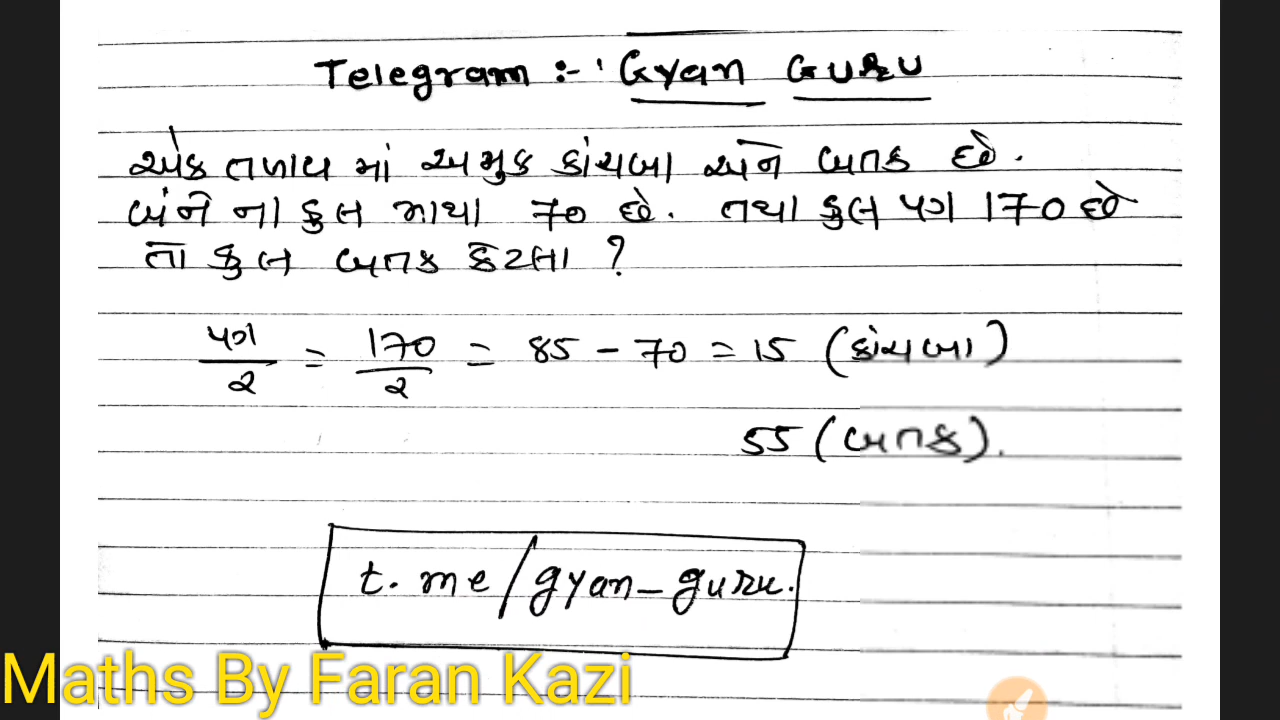 Telegram :- ' Gyan Guru
એક તળાવ માં અમુક કાંચબા અને બતક છે.
બંને ના કુલ માથા 70 છે. તથા કુલ પગ 170 છે
તો કુલ બતક કેટલા ?
પગ/2 = 170/2 = 85 - 70 = 15 (કાંચબા)
55 (બતક).
t.me/gyan-guru.
Maths By Faran Kazi